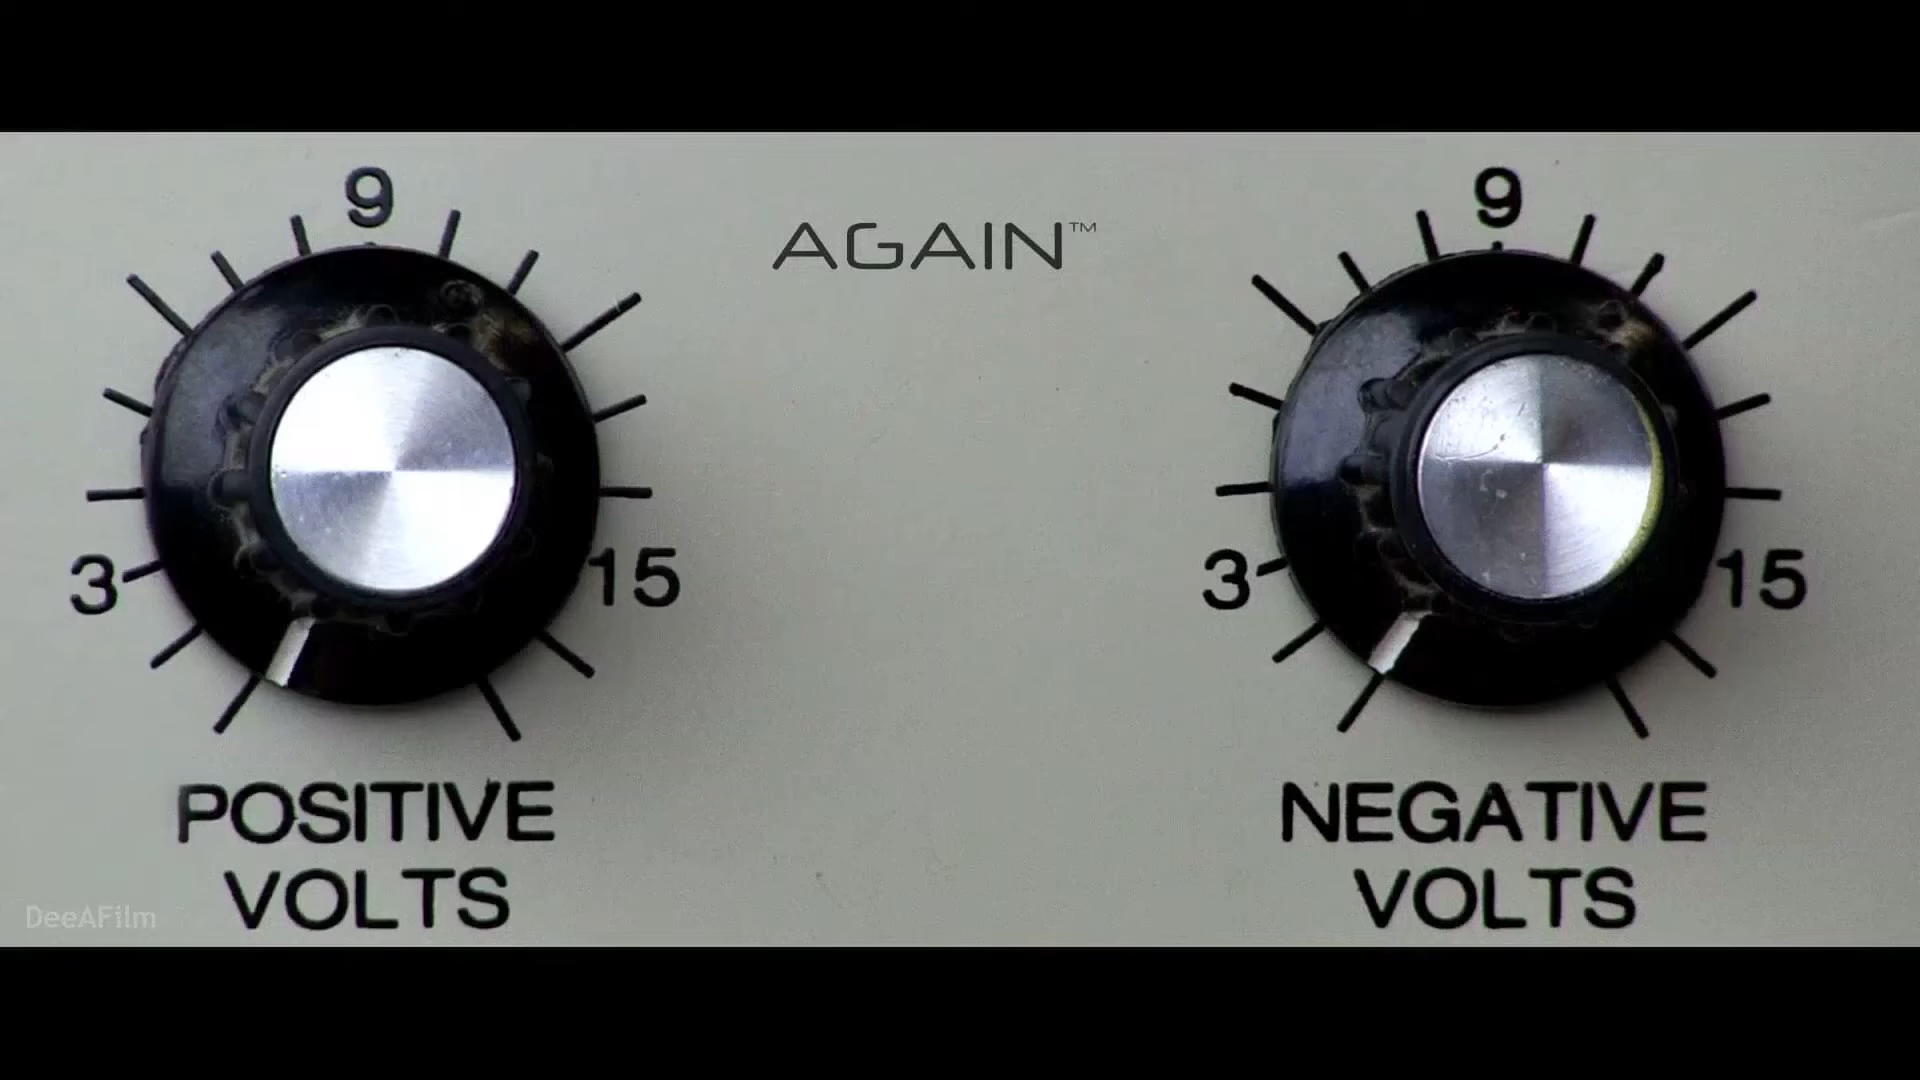 9
AGAIN™
9
3
15
3
15
POSITIVE
VOLTS
NEGATIVE
VOLTS
DeeAFilm